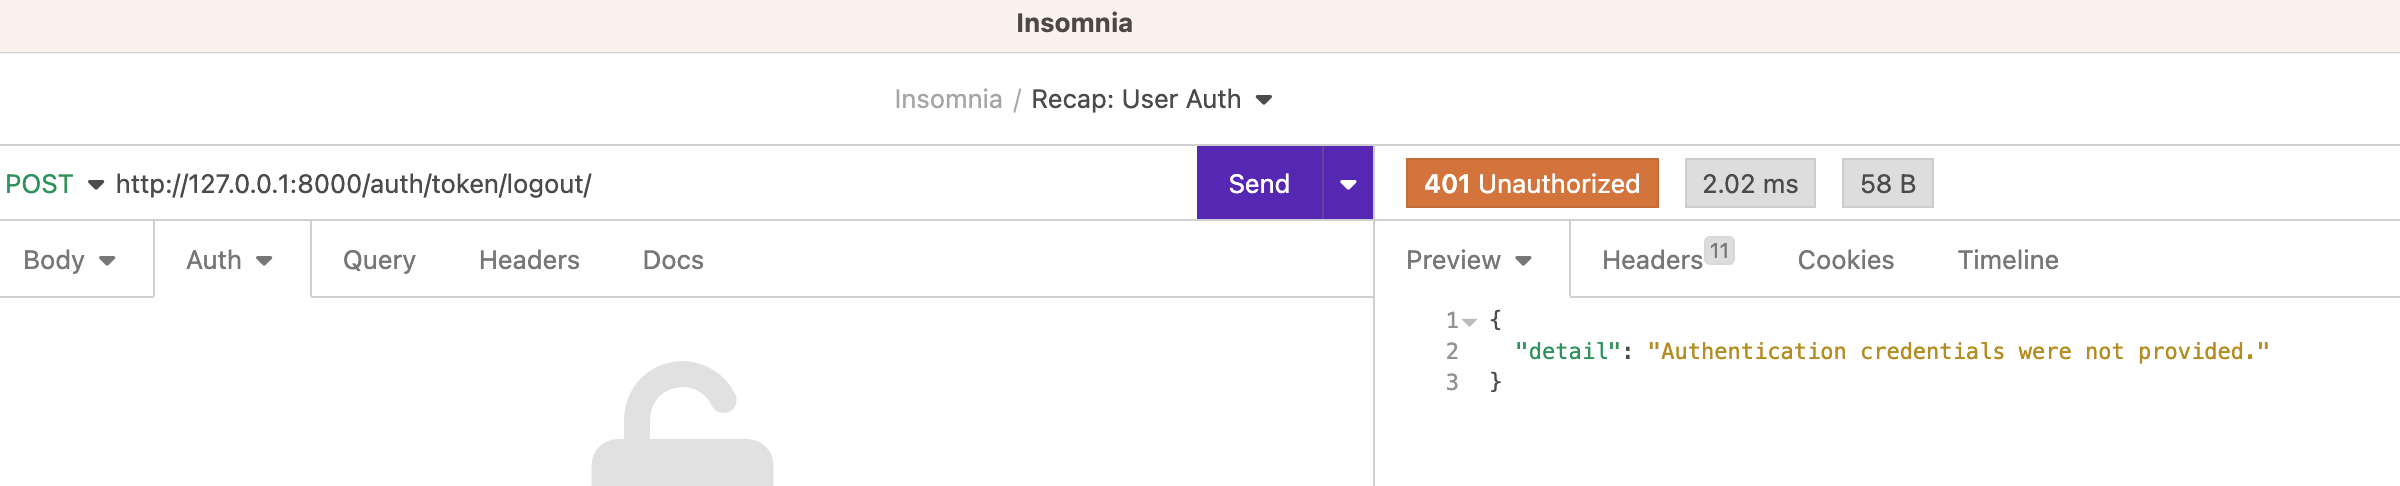 Insomnia
Insomnia / Recap: User Auth
POST http://127.0.0.1:8000/auth/token/logout/ Send 401 Unauthorized 2.02 ms 58 B
Body Auth Query Headers Docs Preview Headers 11 Cookies Timeline
1 {
2 "detail": "Authentication credentials were not provided."
3 }